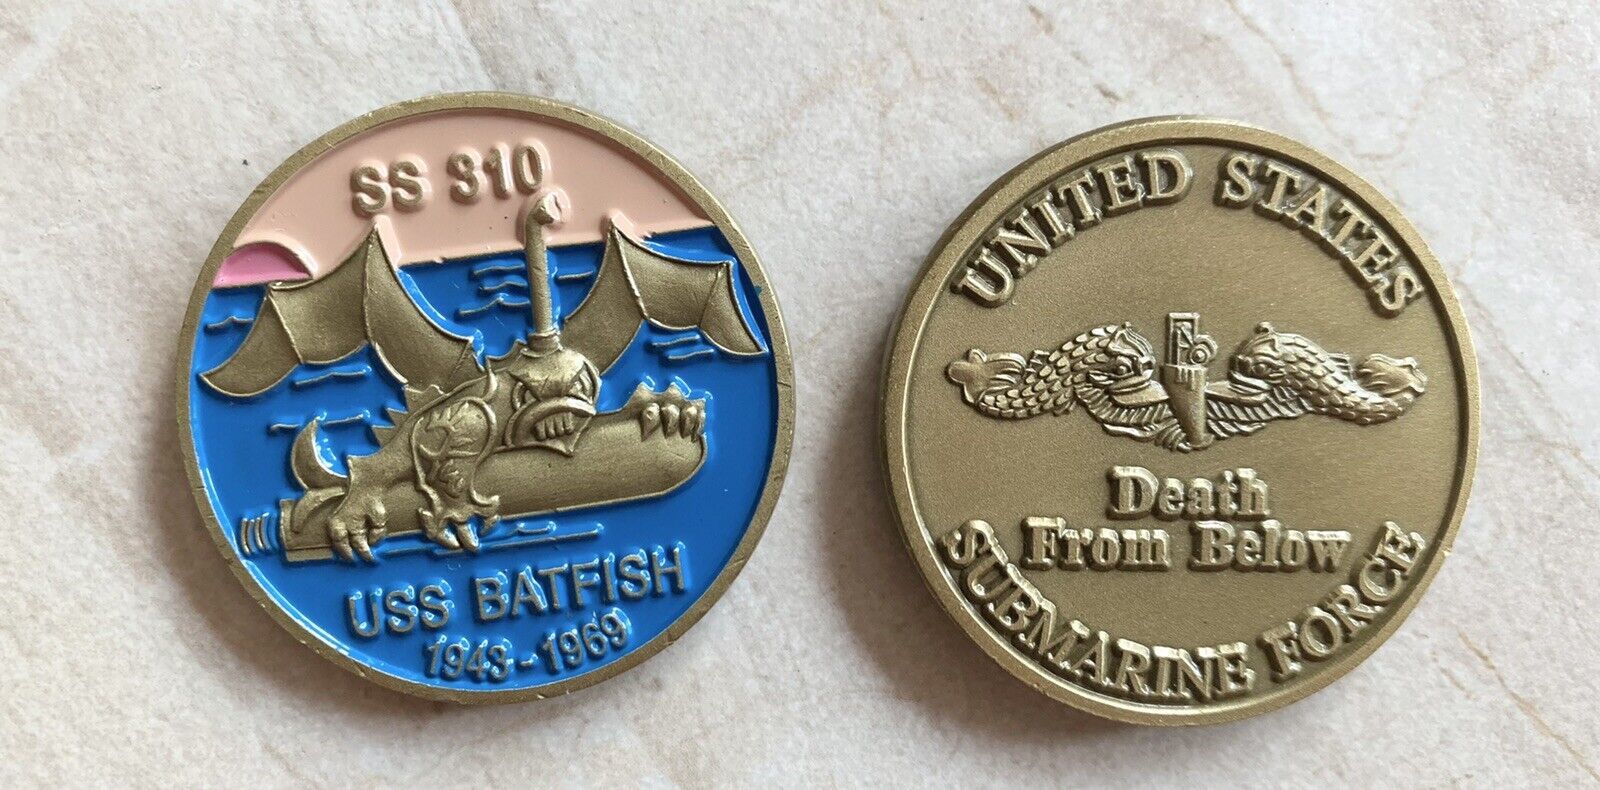 SS 310
USS BATFISH
1943-1969
UNITED STATES
Death
From Below
SUBMARINE FORCE